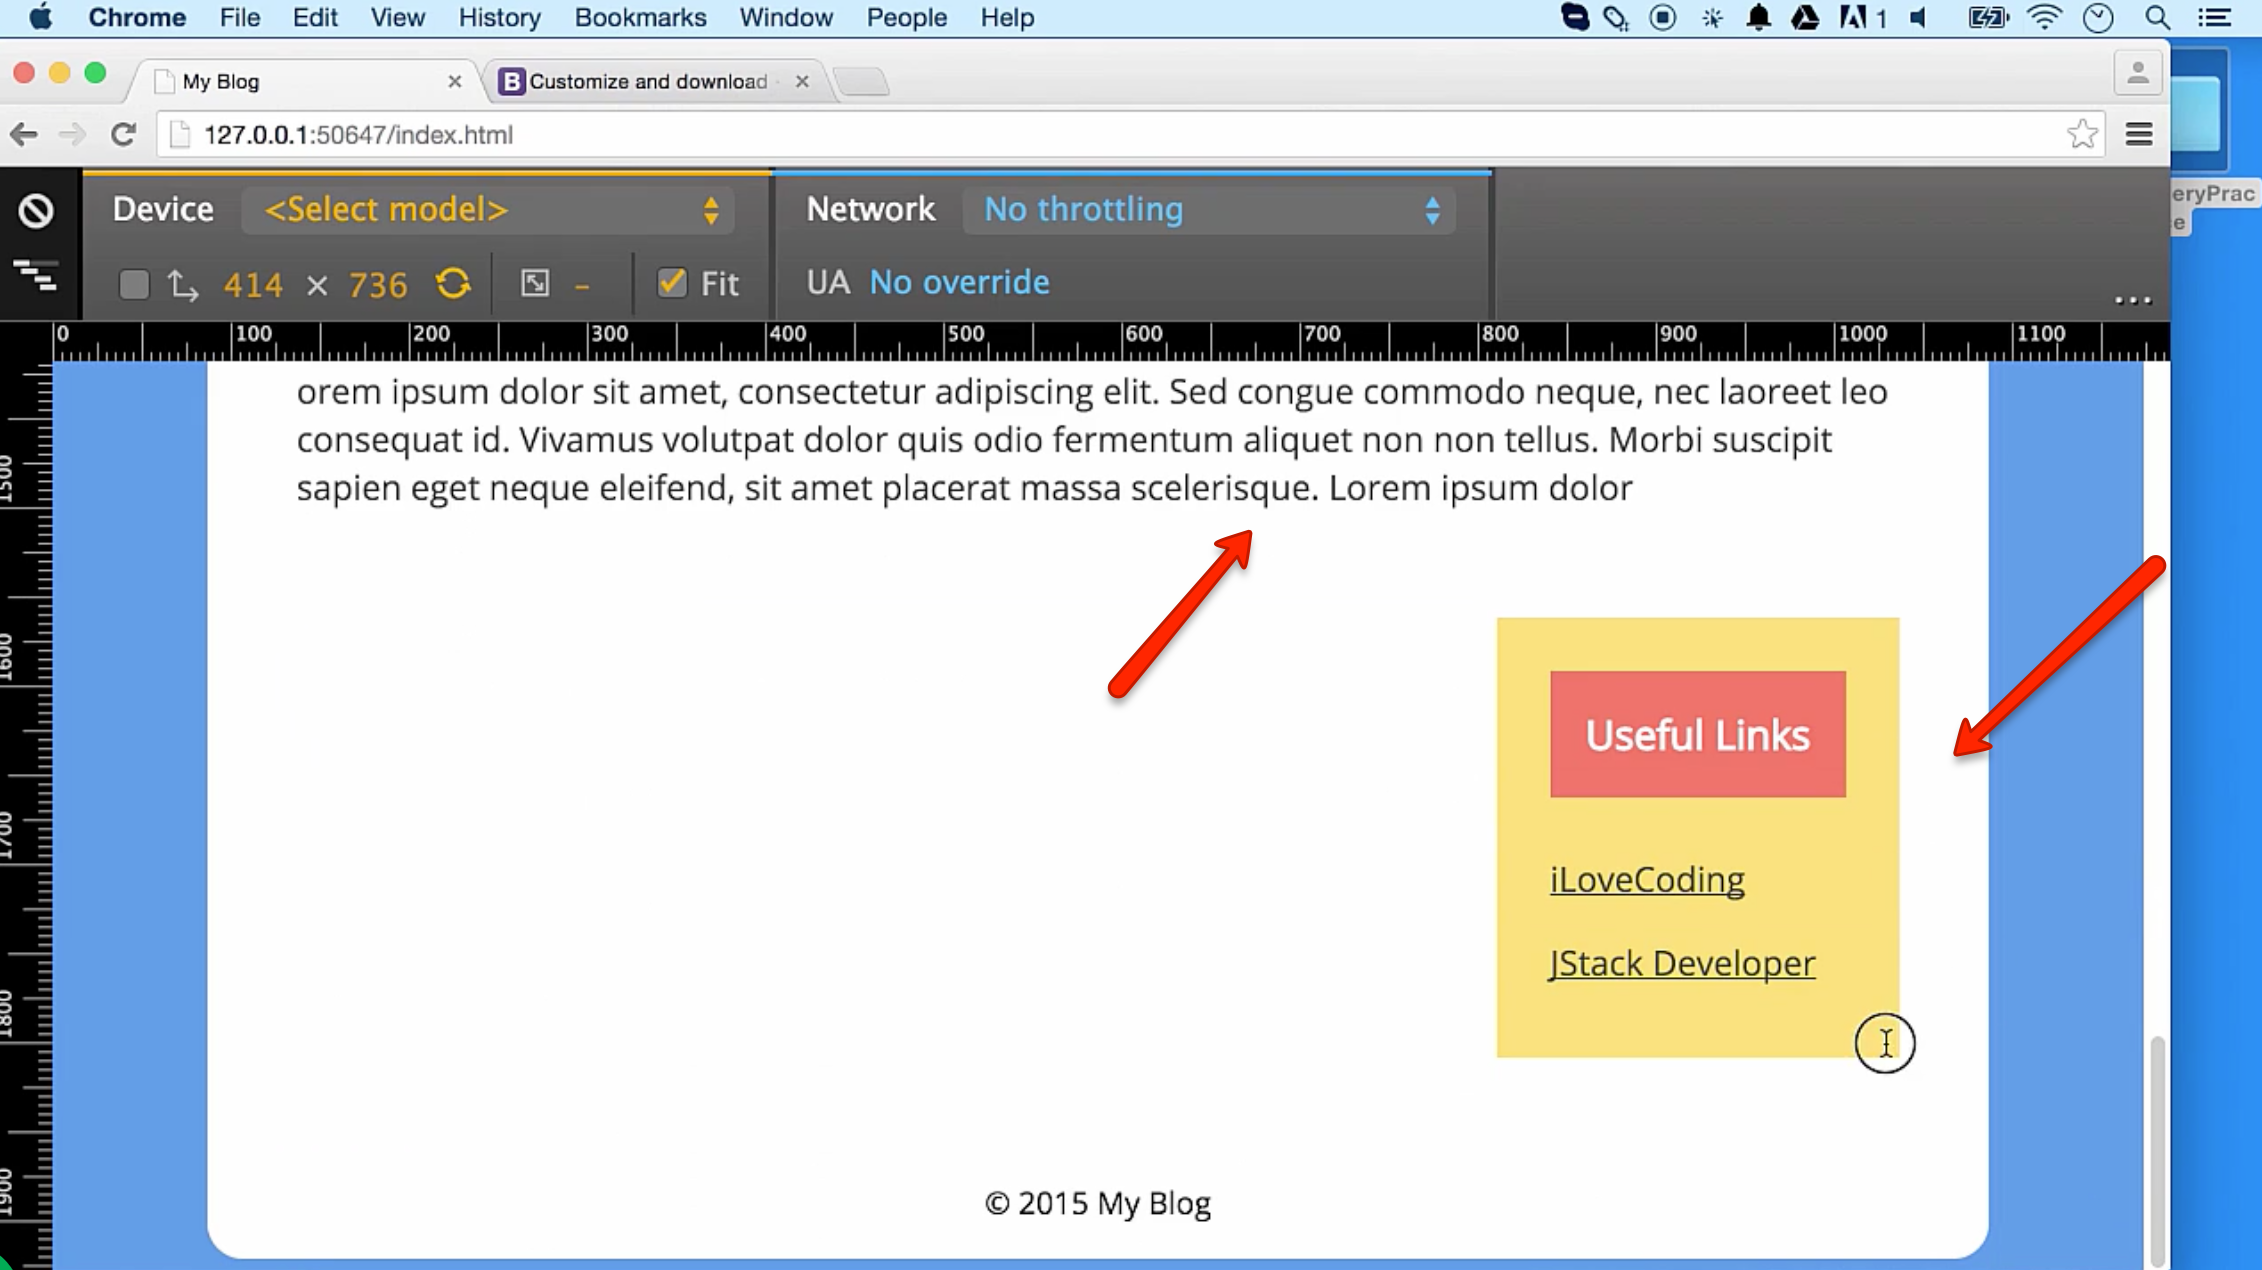 Chrome File Edit View History Bookmarks Window People Help 1
My Blog
Customize and download
127.0.0.1:50647/index.html
eryPrac
e
Device <Select model> Network No throttling
414 × 736 – Fit UA No override
...
0 100 200 300 400 500 600 700 800 900 1000 1100
orem ipsum dolor sit amet, consectetur adipiscing elit. Sed congue commodo neque, nec laoreet leo
consequat id. Vivamus volutpat dolor quis odio fermentum aliquet non non tellus. Morbi suscipit
sapien eget neque eleifend, sit amet placerat massa scelerisque. Lorem ipsum dolor
1500
1600
1700
1800
1900
Useful Links
iLoveCoding
JStack Developer
© 2015 My Blog